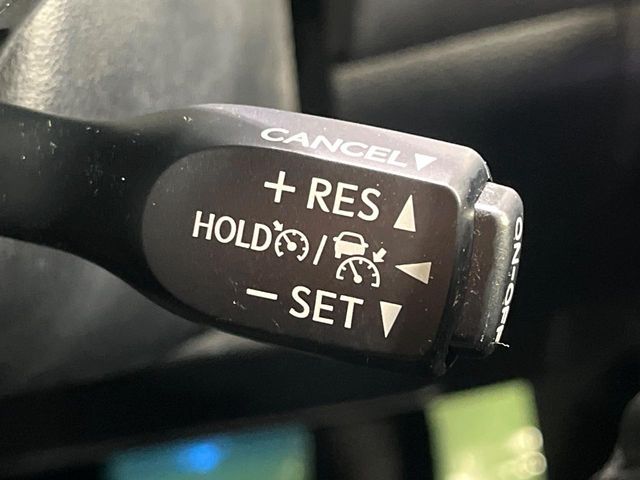 CANCEL
+ RES
HOLD /
− SET
ON-OFF